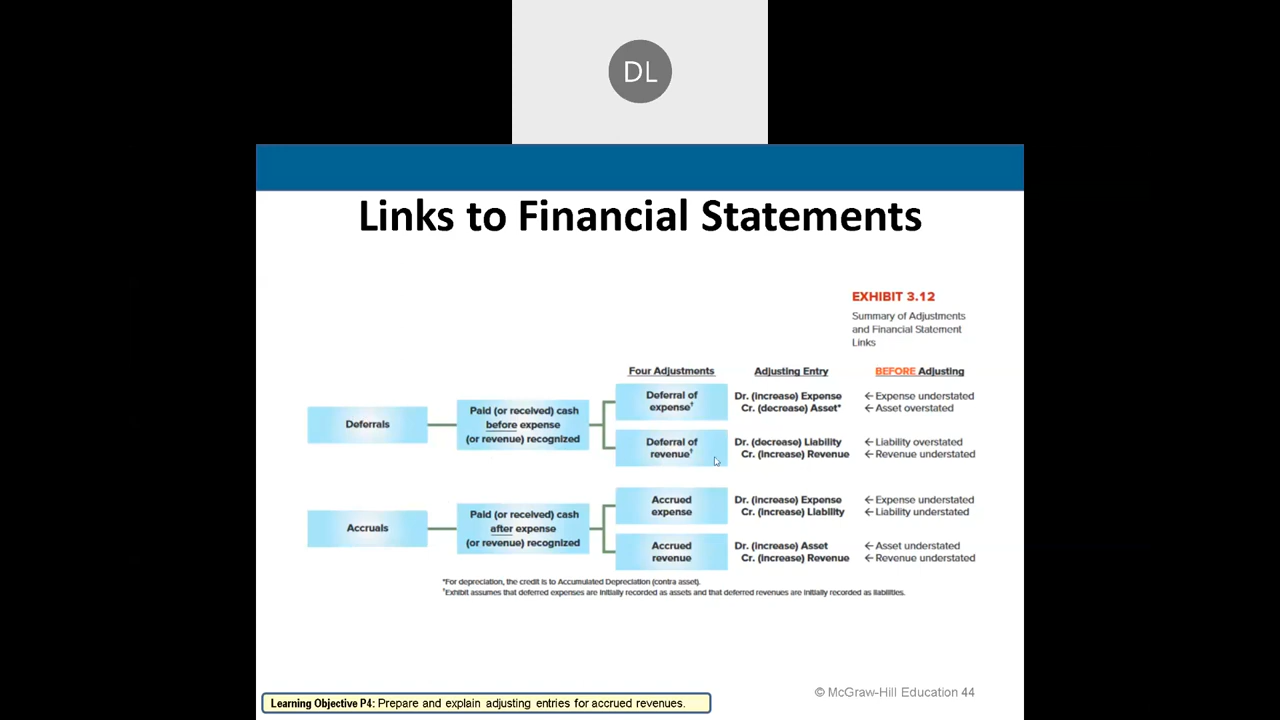 DL
Links to Financial Statements
EXHIBIT 3.12
Summary of Adjustments
and Financial Statement
Links
Four Adjustments
Adjusting Entry
BEFORE Adjusting
Deferrals
Paid (or received) cash
before expense
(or revenue) recognized
Deferral of
expense†
Dr. (increase) Expense
Cr. (decrease) Asset*
← Expense understated
← Asset overstated
Deferral of
revenue†
Dr. (decrease) Liability
Cr. (increase) Revenue
← Liability overstated
← Revenue understated
Accruals
Paid (or received) cash
after expense
(or revenue) recognized
Accrued
expense
Dr. (increase) Expense
Cr. (increase) Liability
← Expense understated
← Liability understated
Accrued
revenue
Dr. (increase) Asset
Cr. (increase) Revenue
← Asset understated
← Revenue understated
*For depreciation, the credit is to Accumulated Depreciation (contra asset).
†Exhibit assumes that deferred expenses are initially recorded as assets and that deferred revenues are initially recorded as liabilities.
© McGraw-Hill Education 44
Learning Objective P4: Prepare and explain adjusting entries for accrued revenues.